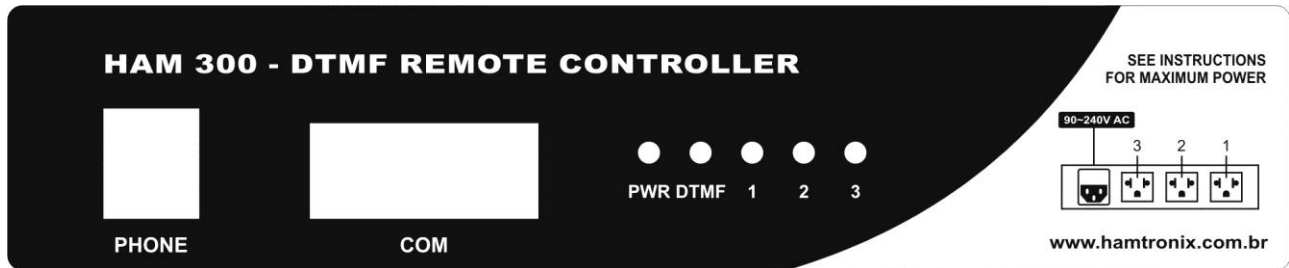 HAM 300 - DTMF REMOTE CONTROLLER
PHONE
COM
PWR DTMF 1 2 3
SEE INSTRUCTIONS
FOR MAXIMUM POWER
90~240V AC
3 2 1
www.hamtronix.com.br